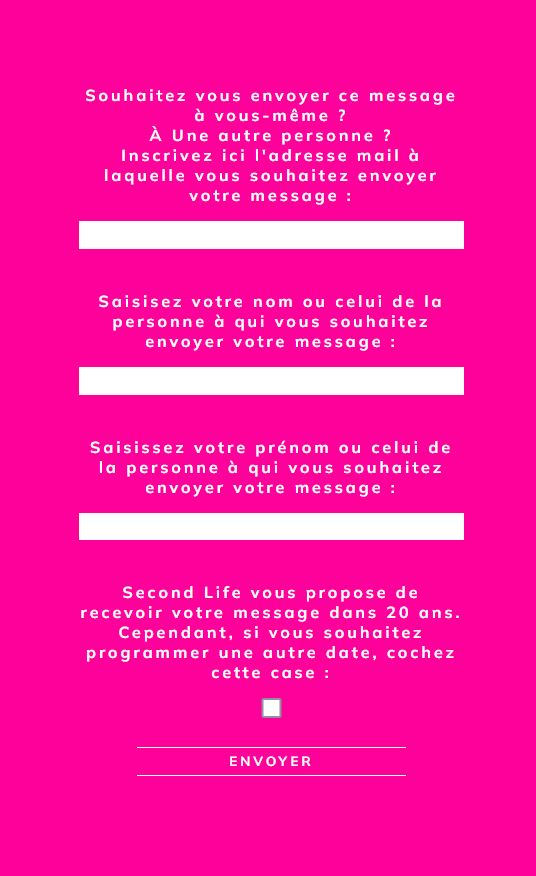 Souhaitez vous envoyer ce message
à vous-même ?
À Une autre personne ?
Inscrivez ici l'adresse mail à
laquelle vous souhaitez envoyer
votre message :
Saisisez votre nom ou celui de la
personne à qui vous souhaitez
envoyer votre message :
Saisissez votre prénom ou celui de
la personne à qui vous souhaitez
envoyer votre message :
Second Life vous propose de
recevoir votre message dans 20 ans.
Cependant, si vous souhaitez
programmer une autre date, cochez
cette case :
ENVOYER